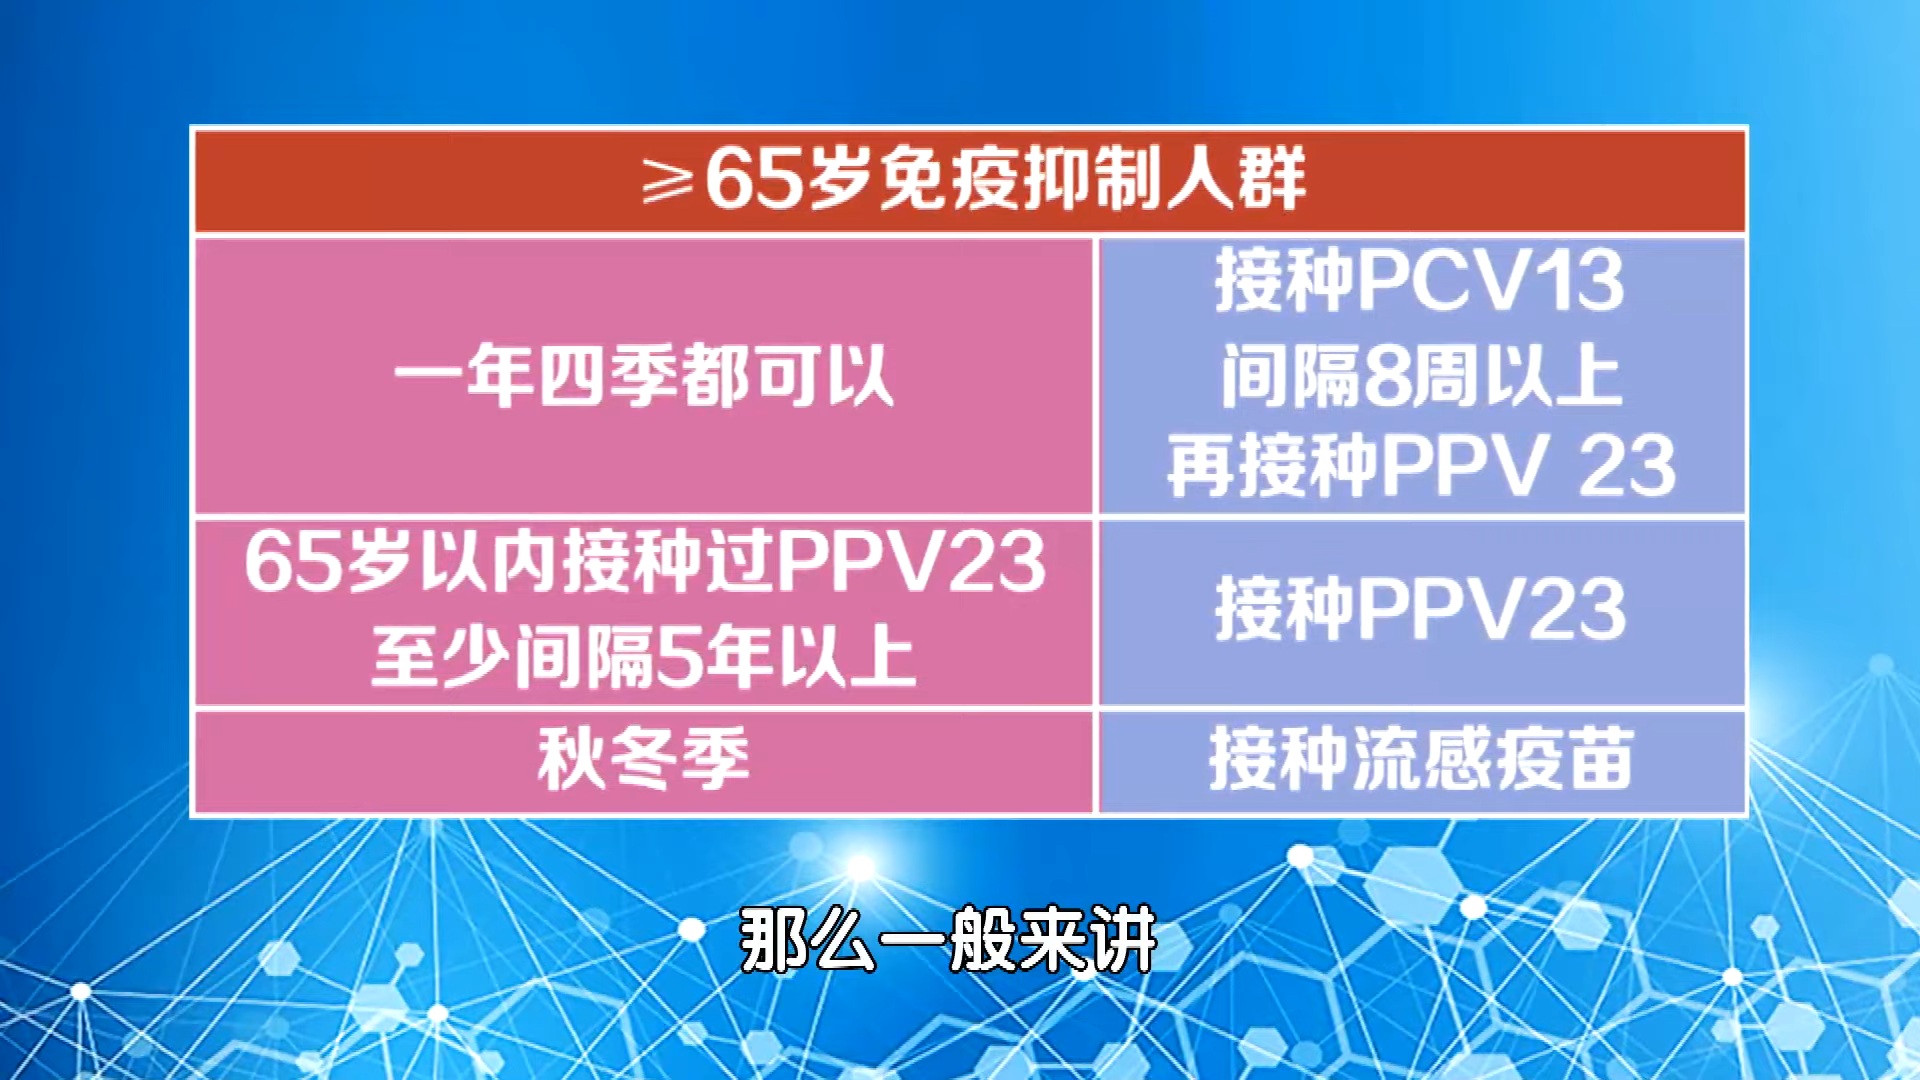 ≥65岁免疫抑制人群
一年四季都可以
接种PCV13
间隔8周以上
再接种PPV 23
65岁以内接种过PPV23
至少间隔5年以上
接种PPV23
秋冬季
接种流感疫苗
那么一般来讲